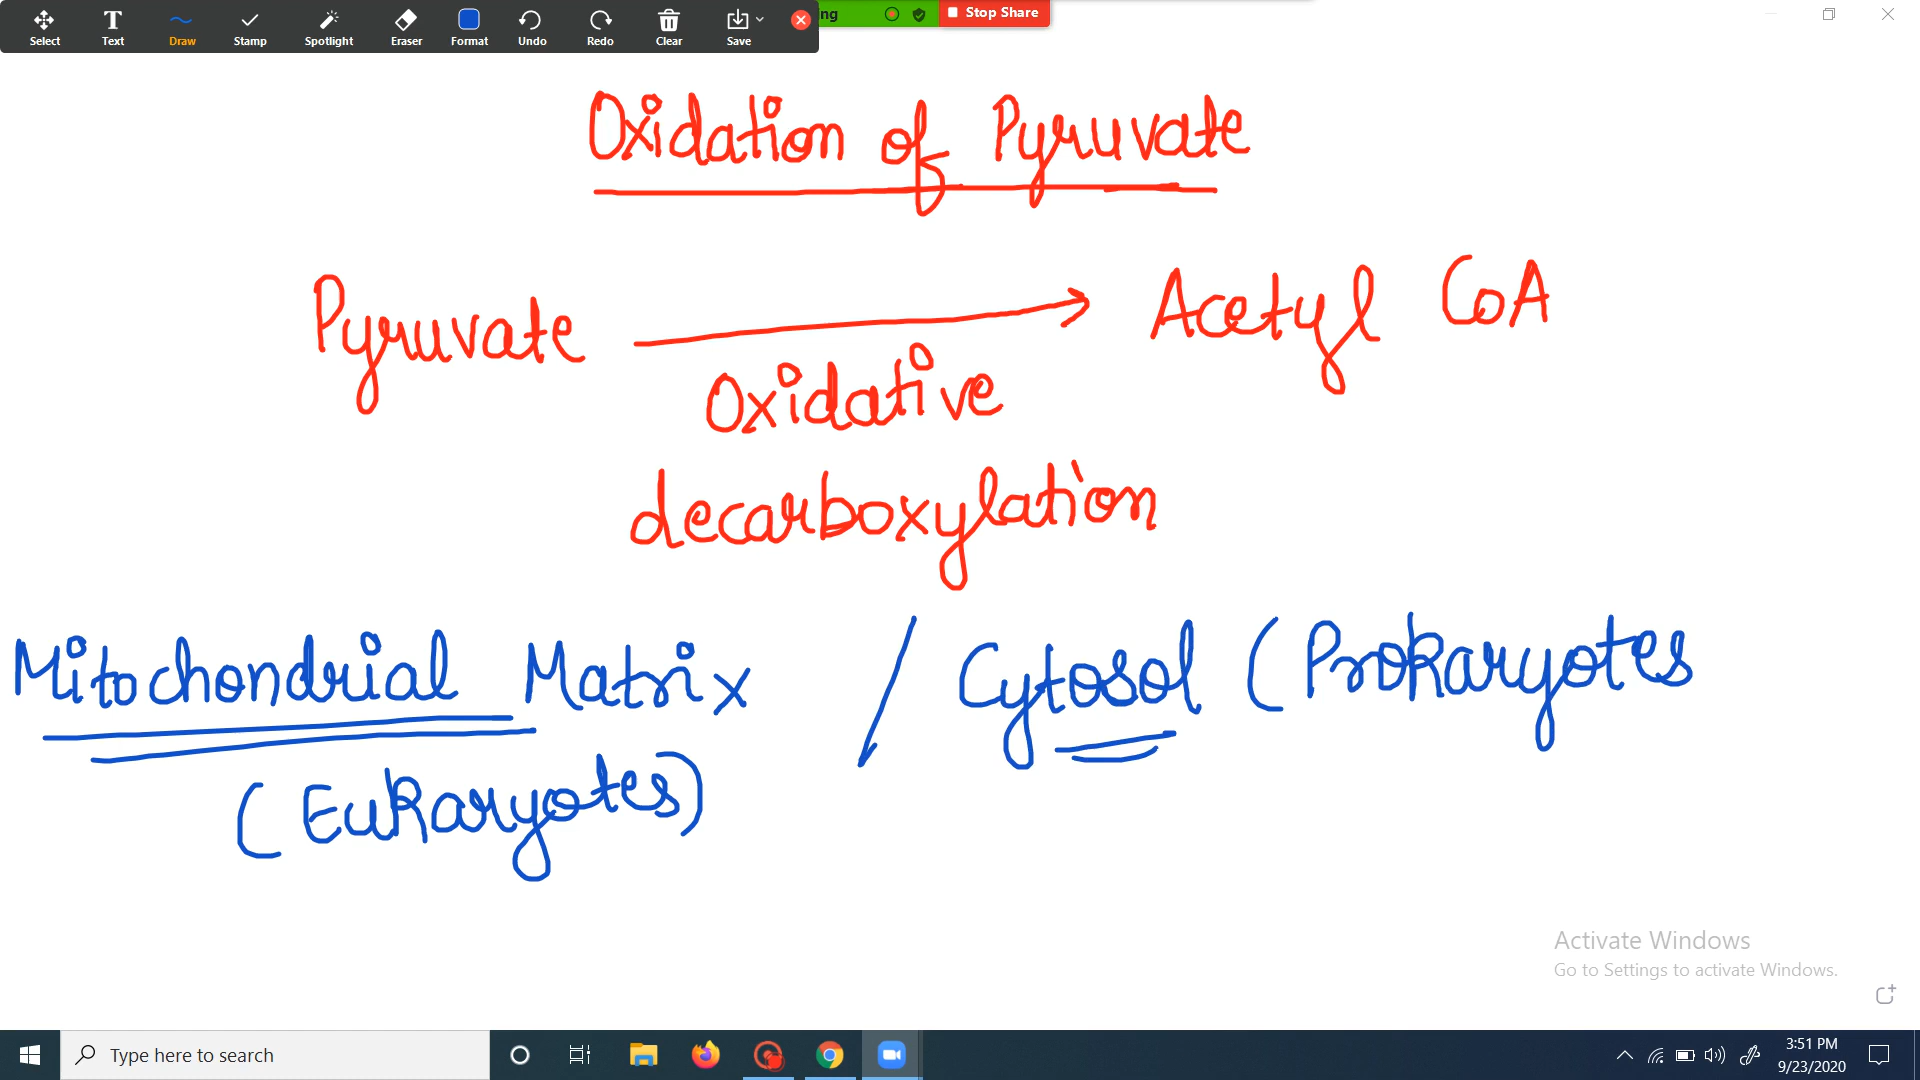 Select Text Draw Stamp Spotlight Eraser Format Undo Redo Clear Save
ing Stop Share
Oxidation of Pyruvate
Pyruvate Acetyl CoA
Oxidative
decarboxylation
Mitochondrial Matrix / Cytosol (Prokaryotes
(Eukaryotes)
Activate Windows
Go to Settings to activate Windows.
Type here to search
3:51 PM
9/23/2020